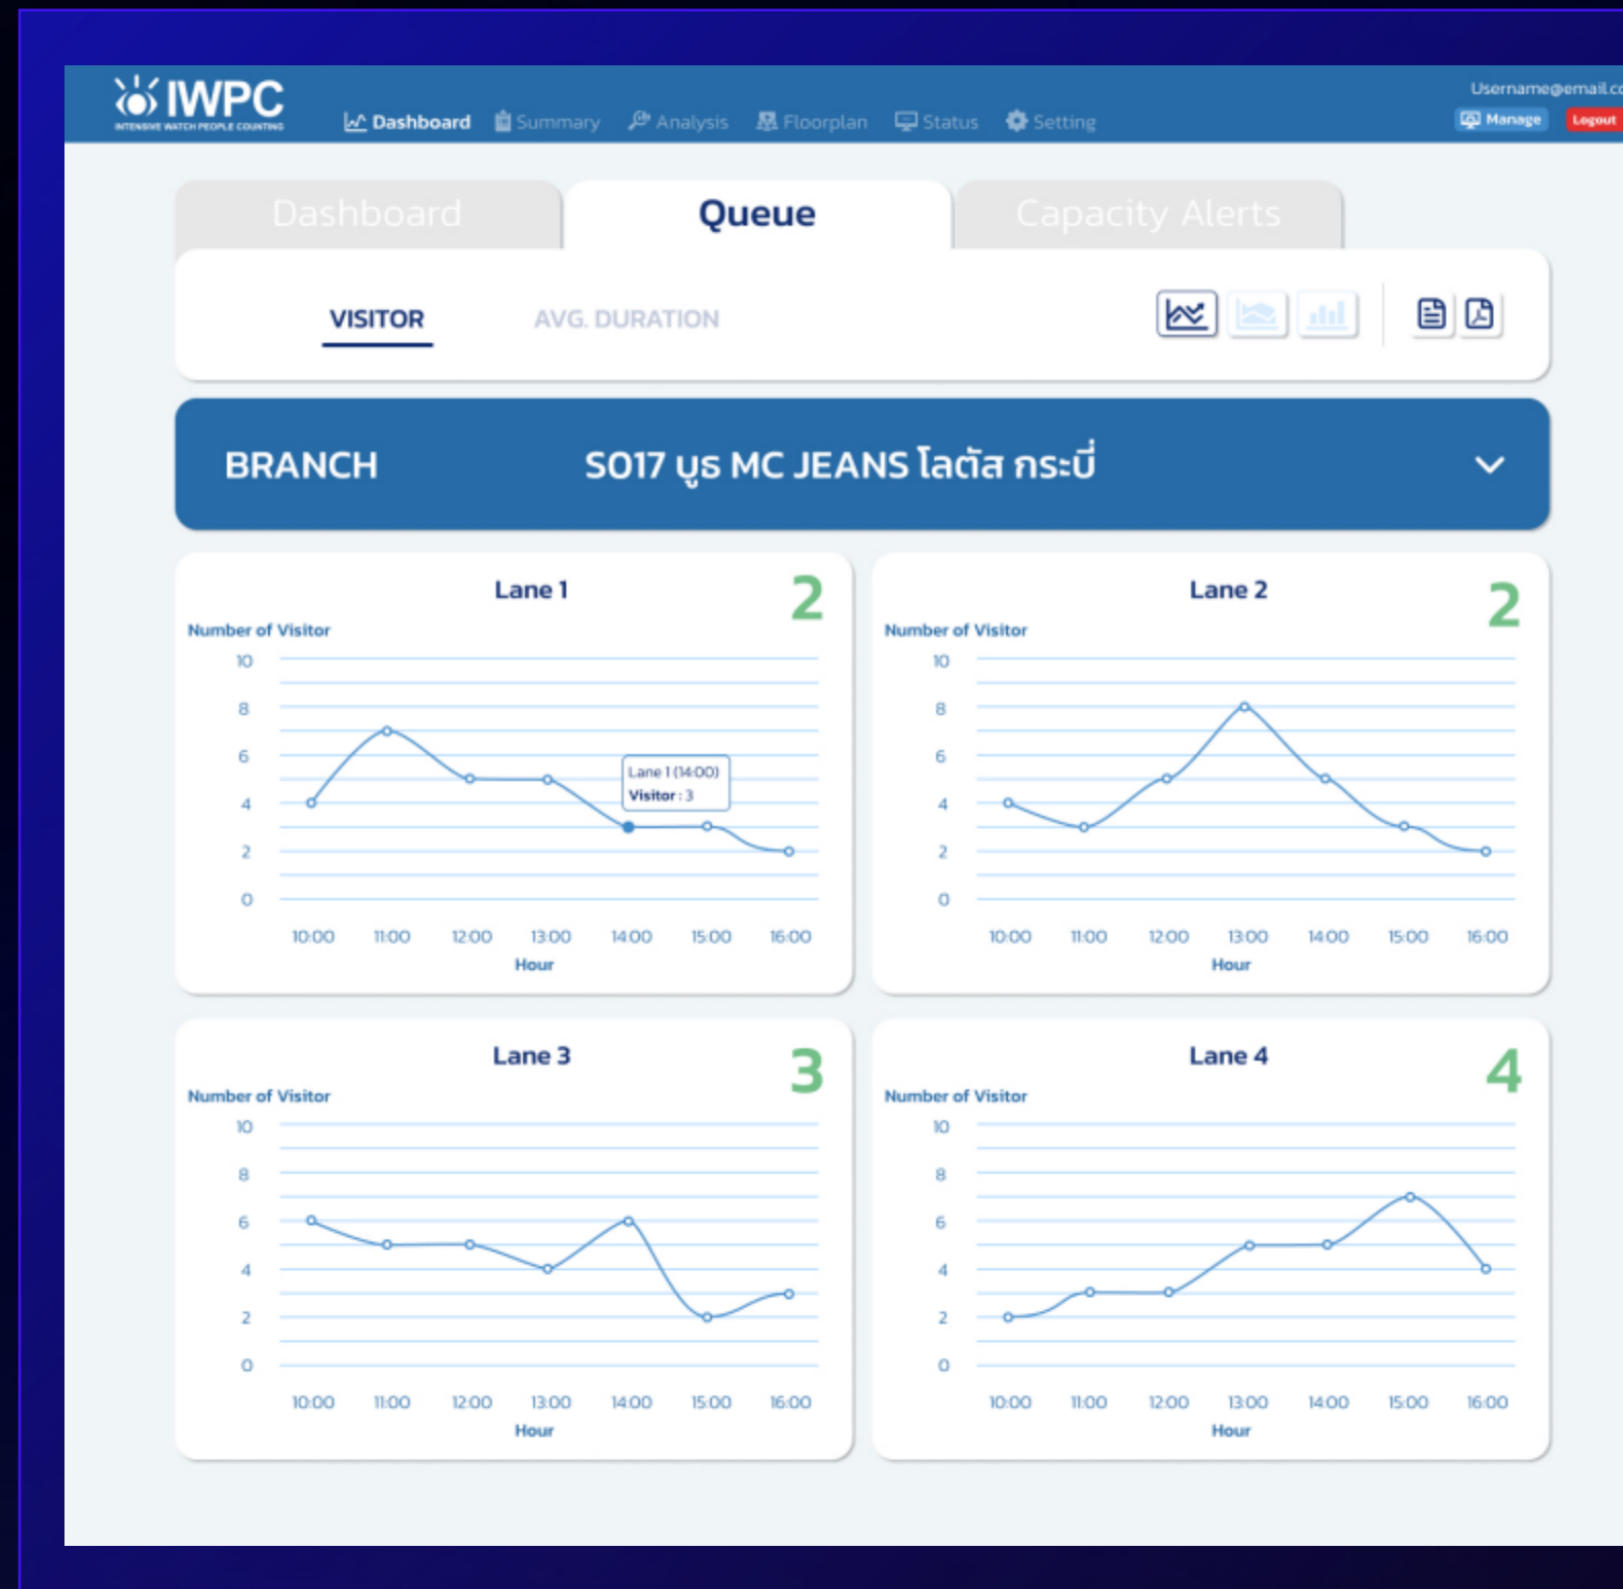 IWPC
INTENSIVE WATCH PEOPLE COUNTING
Dashboard Summary Analysis Floorplan Status Setting
Username@email.co
Manage Logout
Dashboard Queue Capacity Alerts
VISITOR AVG. DURATION
BRANCH S017 บูธ MC JEANS โลตัส กระบี่
Lane 1 2
Number of Visitor
10
8
6
4
2
0
Lane 1 (14:00)
Visitor : 3
10:00 11:00 12:00 13:00 14:00 15:00 16:00
Hour
Lane 2 2
Number of Visitor
10
8
6
4
2
0
10:00 11:00 12:00 13:00 14:00 15:00 16:00
Hour
Lane 3 3
Number of Visitor
10
8
6
4
2
0
10:00 11:00 12:00 13:00 14:00 15:00 16:00
Hour
Lane 4 4
Number of Visitor
10
8
6
4
2
0
10:00 11:00 12:00 13:00 14:00 15:00 16:00
Hour